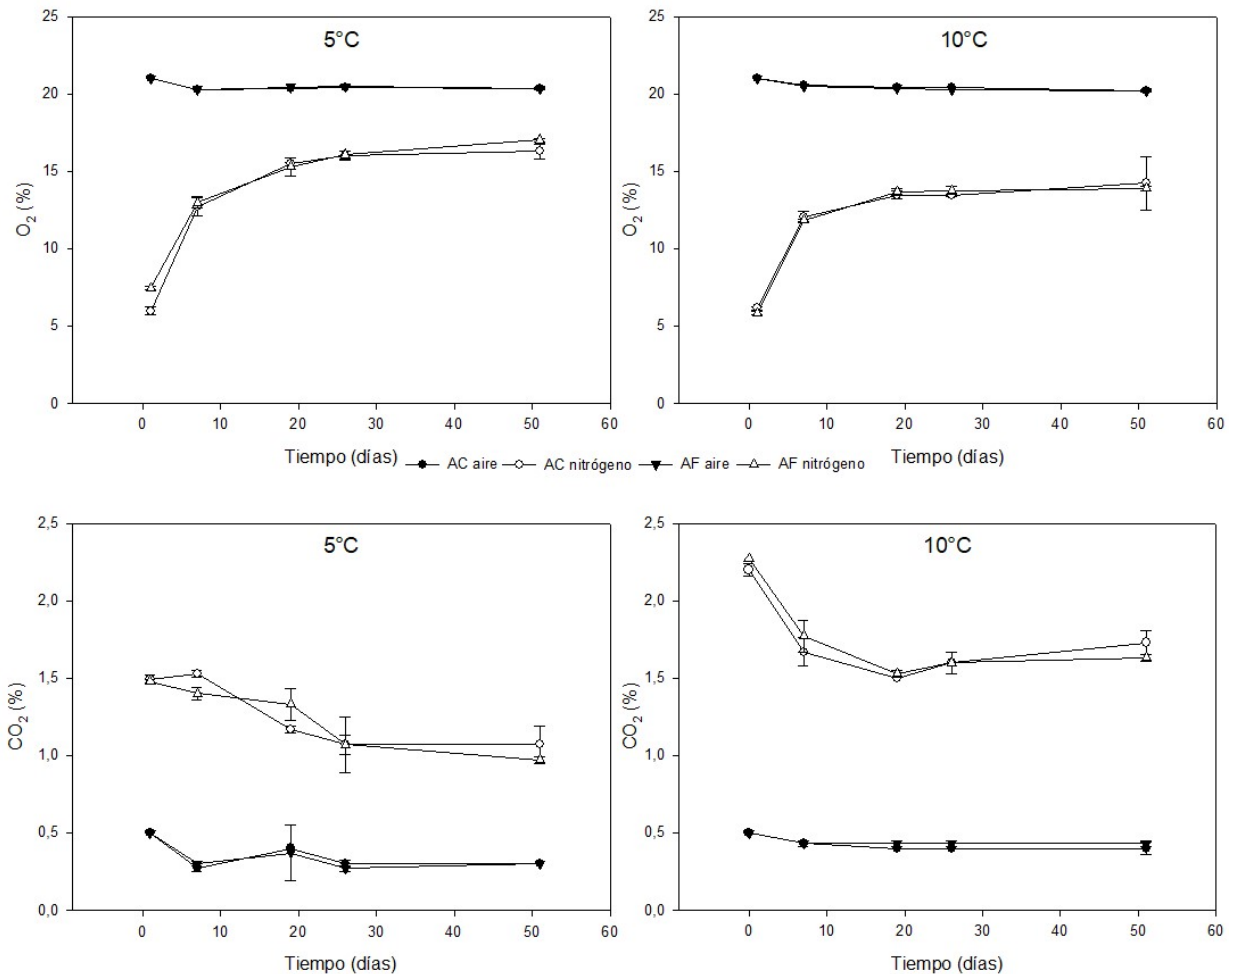 5°C
25
20
15
10
5
0
O2 (%)
0 10 20 30 40 50 60
Tiempo (días)
10°C
25
20
15
10
5
0
O2 (%)
0 10 20 30 40 50 60
Tiempo (días)
AC aire AC nitrógeno AF aire AF nitrógeno
5°C
2,5
2,0
1,5
1,0
0,5
0,0
CO2 (%)
0 10 20 30 40 50 60
Tiempo (días)
10°C
2,5
2,0
1,5
1,0
0,5
0,0
CO2 (%)
0 10 20 30 40 50 60
Tiempo (días)